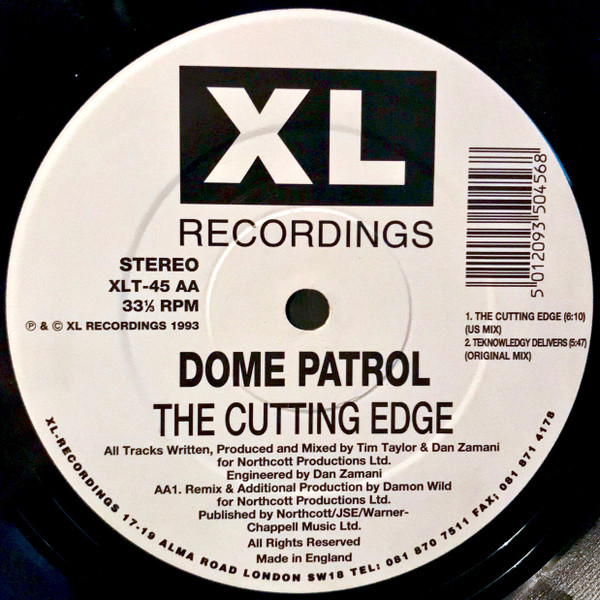 XL
RECORDINGS
STEREO
XLT-45 AA
33⅓ RPM
℗ & © XL RECORDINGS 1993
5 012093 504568
1. THE CUTTING EDGE (6:10)
(US MIX)
2. TEKNOWLEDGY DELIVERS (5:47)
(ORIGINAL MIX)
DOME PATROL
THE CUTTING EDGE
All Tracks Written, Produced and Mixed by Tim Taylor & Dan Zamani
for Northcott Productions Ltd.
Engineered by Dan Zamani
AA1. Remix & Additional Production by Damon Wild
for Northcott Productions Ltd.
Published by Northcott/JSE/Warner-
Chappell Music Ltd.
All Rights Reserved
Made in England
XL-RECORDINGS 17-19 ALMA ROAD LONDON SW18 TEL: 081 870 7511 FAX; 081 871 4178